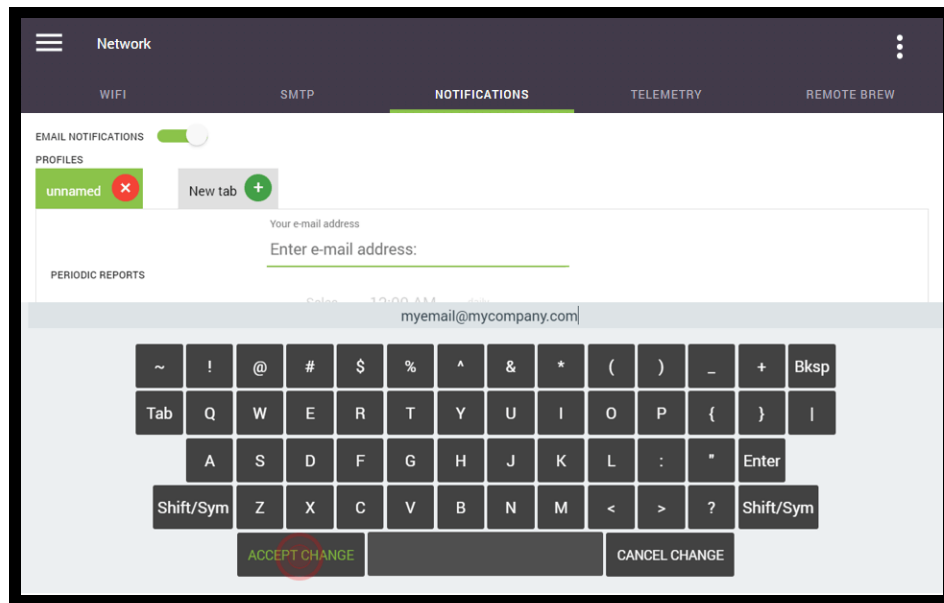 Network
WIFI SMTP NOTIFICATIONS TELEMETRY REMOTE BREW
EMAIL NOTIFICATIONS
PROFILES
unnamed × New tab +
Your e-mail address
Enter e-mail address:
PERIODIC REPORTS
myemail@mycompany.com
~ ! @ # $ % ^ & * ( ) _ + Bksp
Tab Q W E R T Y U I O P { } |
A S D F G H J K L : " Enter
Shift/Sym Z X C V B N M < > ? Shift/Sym
ACCEPT CHANGE CANCEL CHANGE